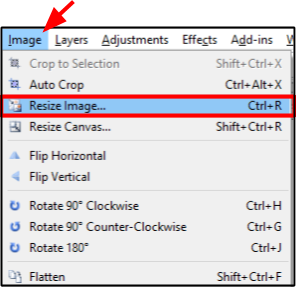 Image Layers Adjustments Effects Add-ins
Crop to Selection Shift+Ctrl+X
Auto Crop Ctrl+Alt+X
Resize Image... Ctrl+R
Resize Canvas... Shift+Ctrl+R
Flip Horizontal
Flip Vertical
Rotate 90° Clockwise Ctrl+H
Rotate 90° Counter-Clockwise Ctrl+G
Rotate 180° Ctrl+J
Flatten Shift+Ctrl+F